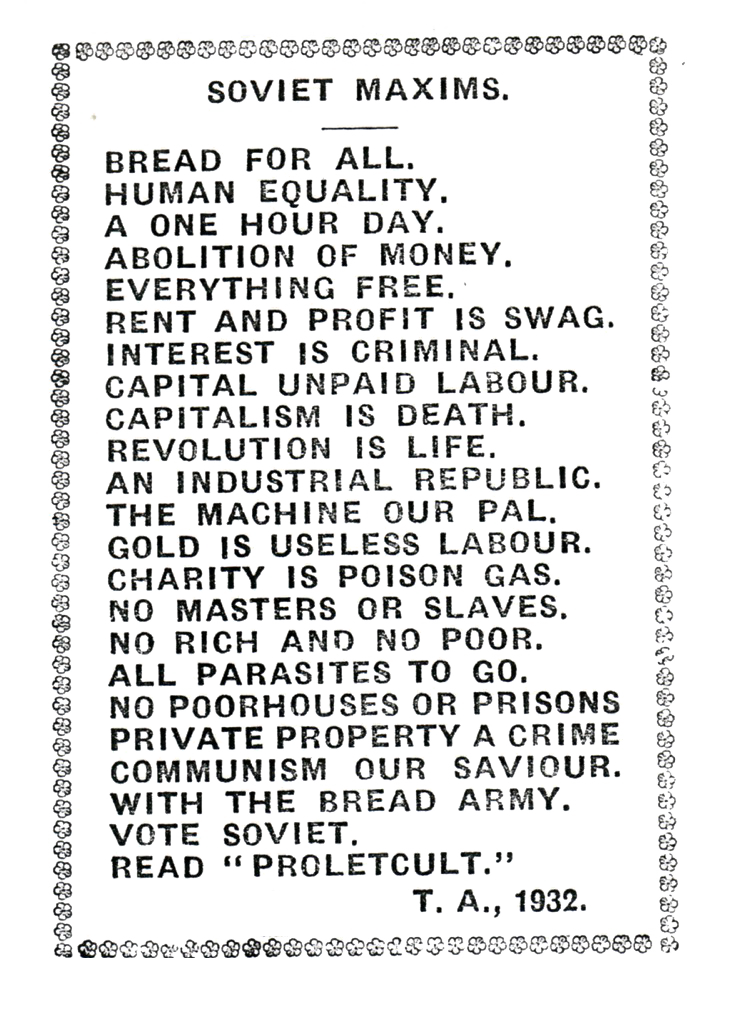 SOVIET MAXIMS.
BREAD FOR ALL.
HUMAN EQUALITY.
A ONE HOUR DAY.
ABOLITION OF MONEY.
EVERYTHING FREE.
RENT AND PROFIT IS SWAG.
INTEREST IS CRIMINAL.
CAPITAL UNPAID LABOUR.
CAPITALISM IS DEATH.
REVOLUTION IS LIFE.
AN INDUSTRIAL REPUBLIC.
THE MACHINE OUR PAL.
GOLD IS USELESS LABOUR.
CHARITY IS POISON GAS.
NO MASTERS OR SLAVES.
NO RICH AND NO POOR.
ALL PARASITES TO GO.
NO POORHOUSES OR PRISONS
PRIVATE PROPERTY A CRIME
COMMUNISM OUR SAVIOUR.
WITH THE BREAD ARMY.
VOTE SOVIET.
READ “PROLETCULT.”
T. A., 1932.